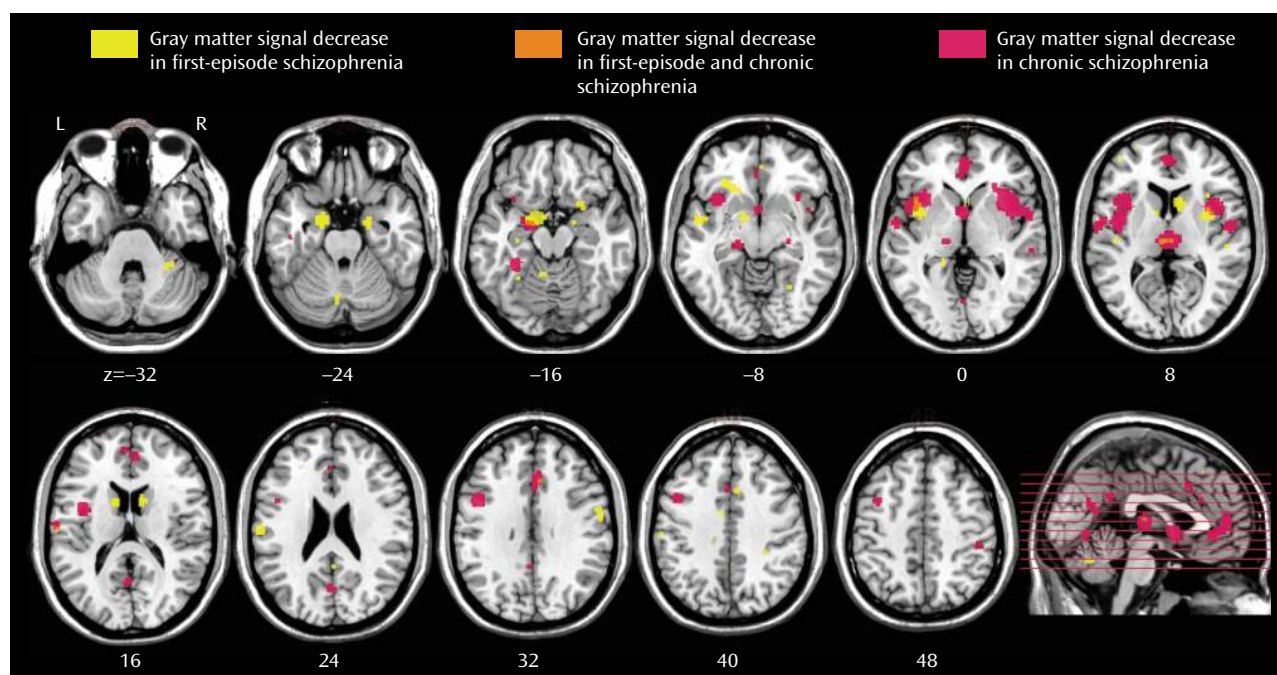 Gray matter signal decrease
in first-episode schizophrenia
Gray matter signal decrease
in first-episode and chronic
schizophrenia
Gray matter signal decrease
in chronic schizophrenia
L
R
z=–32
–24
–16
–8
0
8
16
24
32
40
48